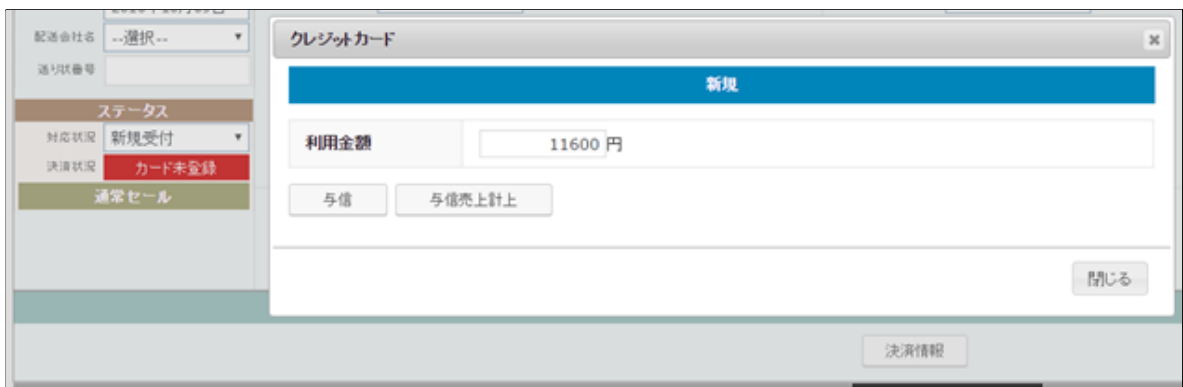 配送会社名 --選択--
送り状番号
ステータス
対応状況 新規受付
決済状況 カード未登録
通常セール
クレジットカード
新規
利用金額 11600 円
与信 与信売上計上
閉じる
決済情報